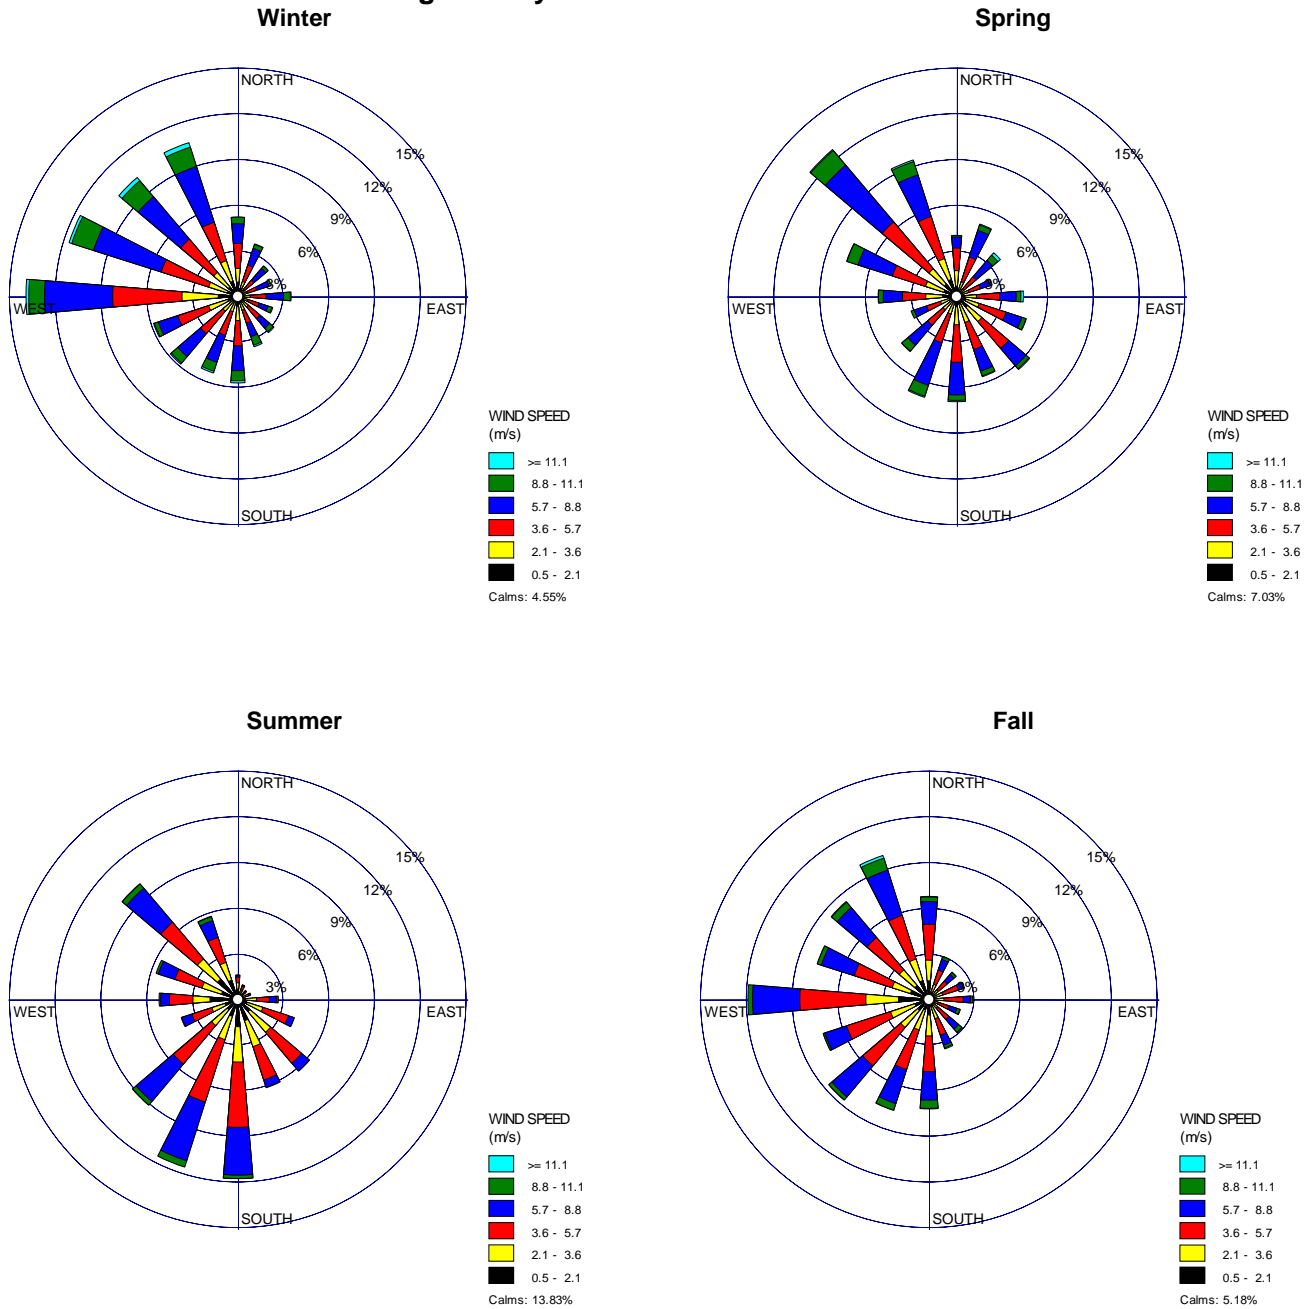 Winter
NORTH
15%
12%
9%
6%
3%
WEST
EAST
SOUTH
WIND SPEED
(m/s)
>= 11.1
8.8 - 11.1
5.7 - 8.8
3.6 - 5.7
2.1 - 3.6
0.5 - 2.1
Calms: 4.55%
Spring
NORTH
15%
12%
9%
6%
3%
WEST
EAST
SOUTH
WIND SPEED
(m/s)
>= 11.1
8.8 - 11.1
5.7 - 8.8
3.6 - 5.7
2.1 - 3.6
0.5 - 2.1
Calms: 7.03%
Summer
NORTH
15%
12%
9%
6%
3%
WEST
EAST
SOUTH
WIND SPEED
(m/s)
>= 11.1
8.8 - 11.1
5.7 - 8.8
3.6 - 5.7
2.1 - 3.6
0.5 - 2.1
Calms: 13.83%
Fall
NORTH
15%
12%
9%
6%
3%
WEST
EAST
SOUTH
WIND SPEED
(m/s)
>= 11.1
8.8 - 11.1
5.7 - 8.8
3.6 - 5.7
2.1 - 3.6
0.5 - 2.1
Calms: 5.18%